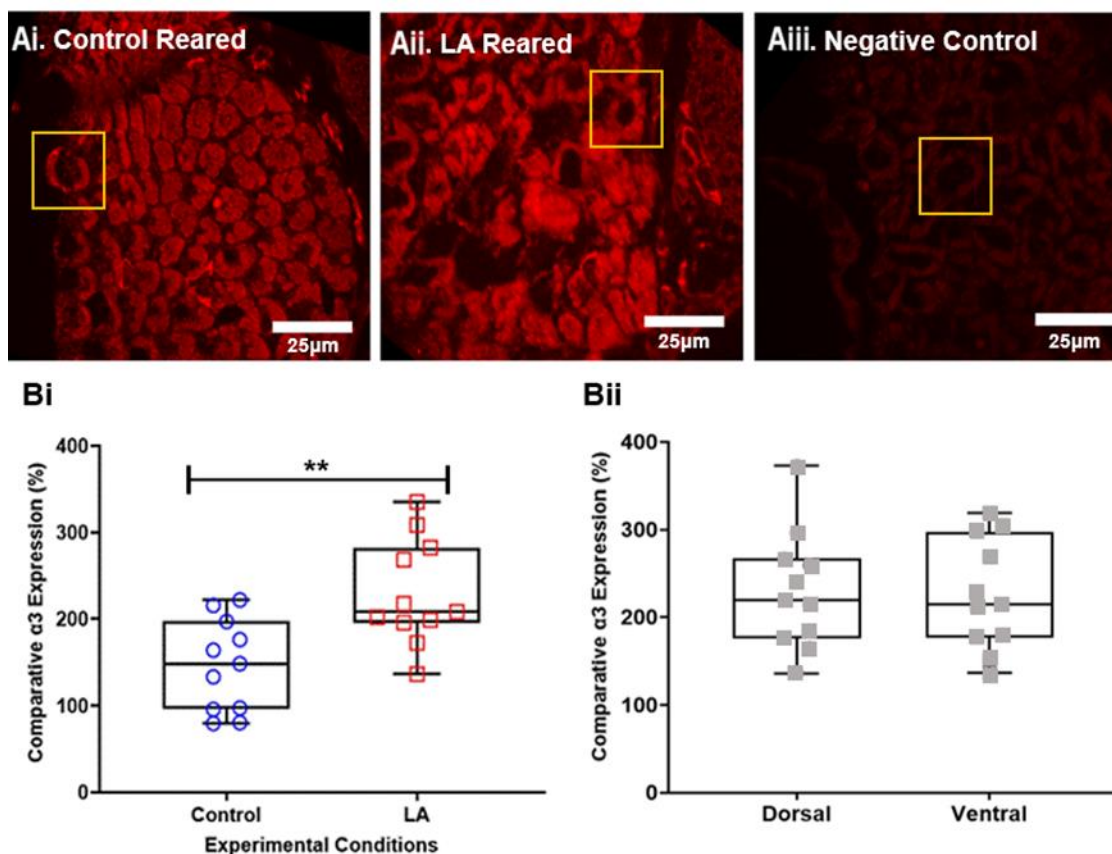 Ai. Control Reared
Aii. LA Reared
Aiii. Negative Control
25µm
25µm
25µm
Bi
Comparative α3 Expression (%)
400
300
200
100
0
**
Control
LA
Experimental Conditions
Bii
Comparative α3 Expression (%)
400
300
200
100
0
Dorsal
Ventral